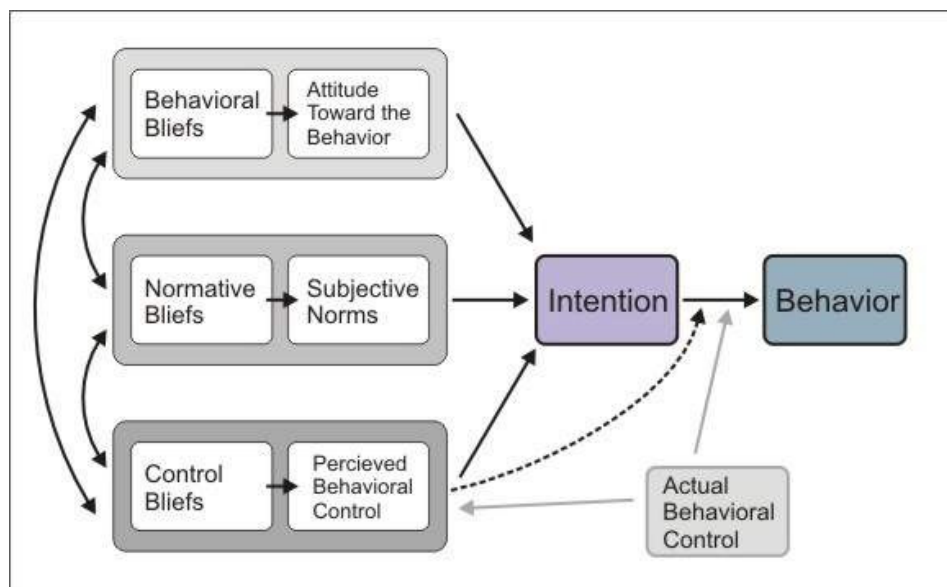 Behavioral
Bliefs
Attitude
Toward the
Behavior
Normative
Bliefs
Subjective
Norms
Intention
Behavior
Control
Bliefs
Percieved
Behavioral
Control
Actual
Behavioral
Control